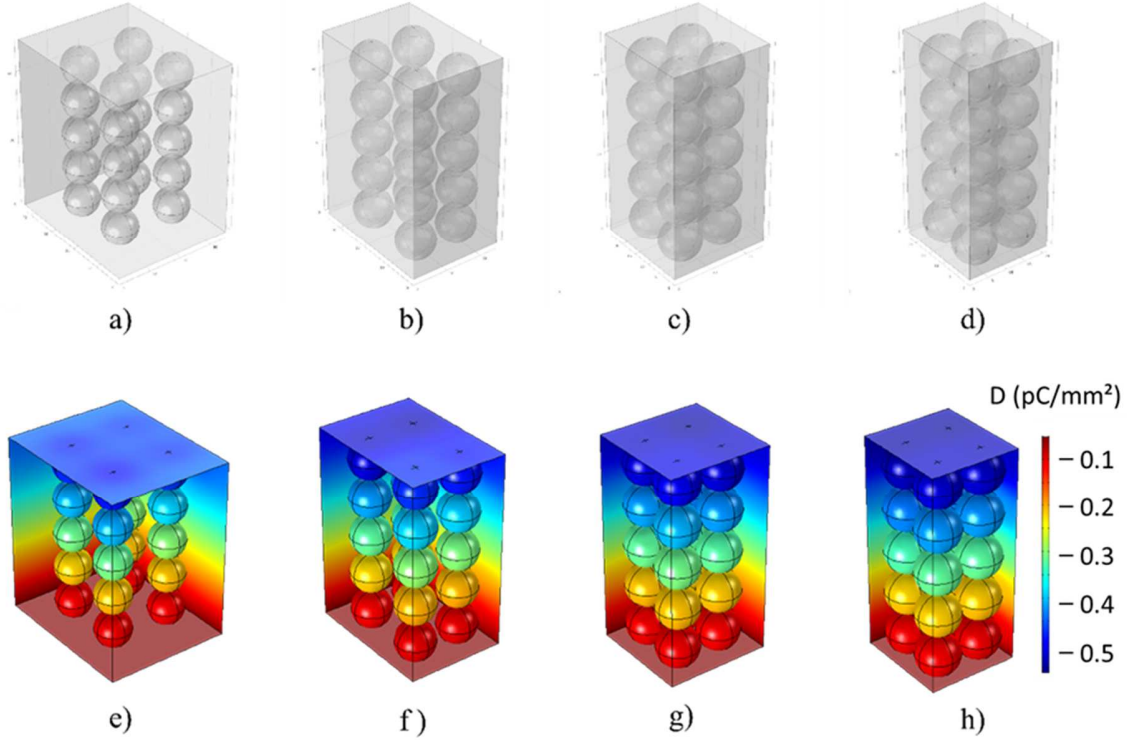 a)
b)
c)
d)
D (pC/mm²)
– 0.1
– 0.2
– 0.3
– 0.4
– 0.5
e)
f)
g)
h)